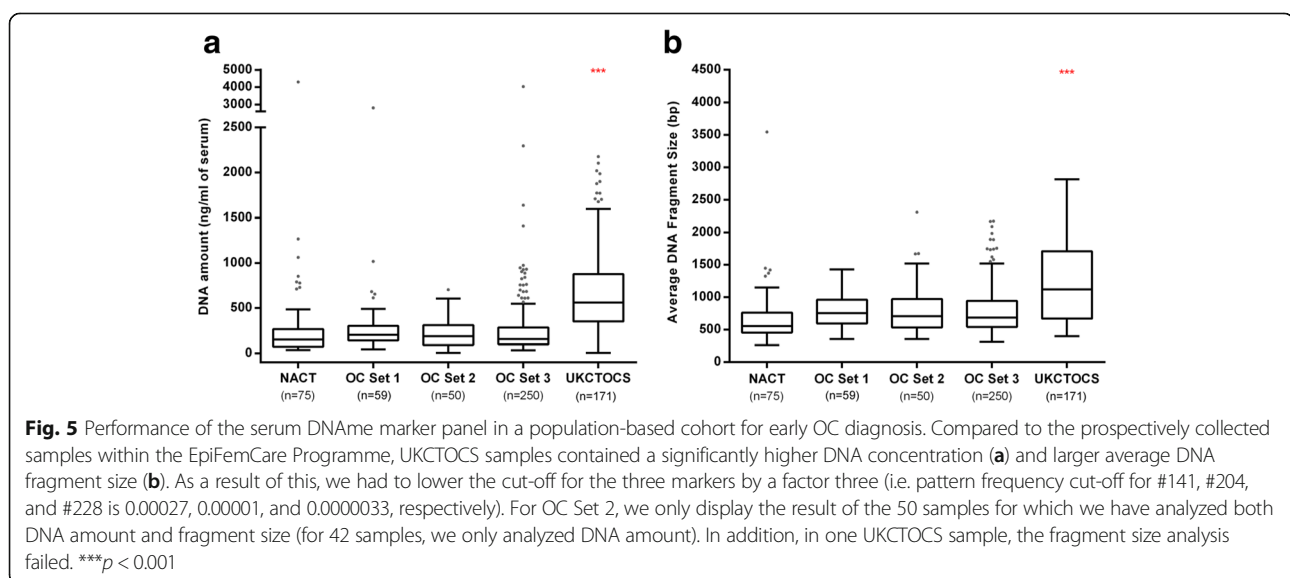 a
DNA amount (ng/ml of serum)
5000
4000
3000
2500
2000
1500
1000
500
0
***
NACT
(n=75)
OC Set 1
(n=59)
OC Set 2
(n=50)
OC Set 3
(n=250)
UKCTOCS
(n=171)
b
Average DNA Fragment Size (bp)
4500
4000
3500
3000
2500
2000
1500
1000
500
0
***
NACT
(n=75)
OC Set 1
(n=59)
OC Set 2
(n=50)
OC Set 3
(n=250)
UKCTOCS
(n=171)
Fig. 5 Performance of the serum DNAme marker panel in a population-based cohort for early OC diagnosis. Compared to the prospectively collected
samples within the EpiFemCare Programme, UKCTOCS samples contained a significantly higher DNA concentration (a) and larger average DNA
fragment size (b). As a result of this, we had to lower the cut-off for the three markers by a factor three (i.e. pattern frequency cut-off for #141, #204,
and #228 is 0.00027, 0.00001, and 0.0000033, respectively). For OC Set 2, we only display the result of the 50 samples for which we have analyzed both
DNA amount and fragment size (for 42 samples, we only analyzed DNA amount). In addition, in one UKCTOCS sample, the fragment size analysis
failed. ***p < 0.001